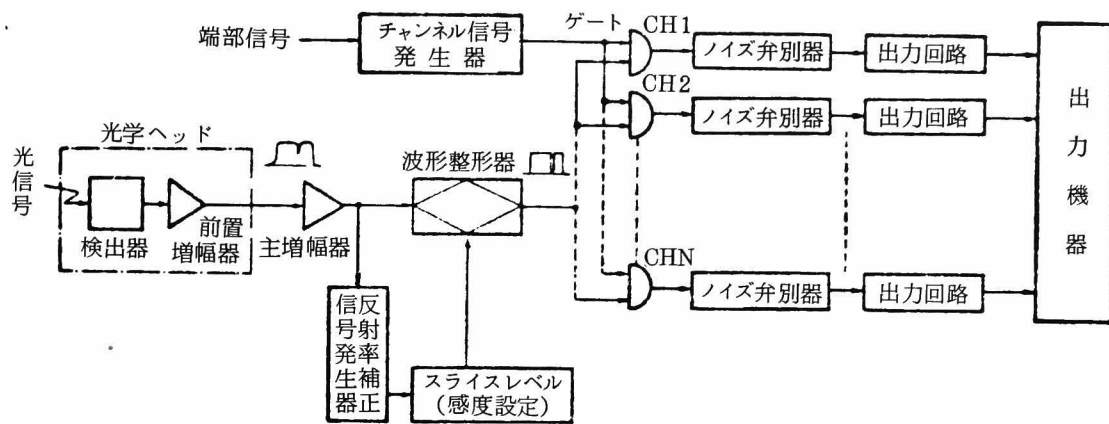 端部信号
チャンネル信号
発生器
ゲート
CH1
ノイズ弁別器
出力回路
CH2
ノイズ弁別器
出力回路
光学ヘッド
光信号
検出器
前置
増幅器
主増幅器
波形整形器
CHN
ノイズ弁別器
出力回路
出力機器
反射率補正
信号発生器
スライスレベル
(感度設定)